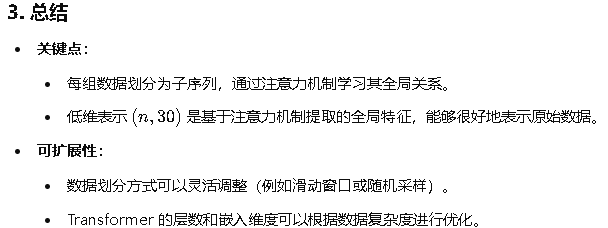 3. 总结
• 关键点：
• 每组数据划分为子序列，通过注意力机制学习其全局关系。
• 低维表示 (n, 30) 是基于注意力机制提取的全局特征，能够很好地表示原始数据。
• 可扩展性：
• 数据划分方式可以灵活调整（例如滑动窗口或随机采样）。
• Transformer 的层数和嵌入维度可以根据数据复杂度进行优化。